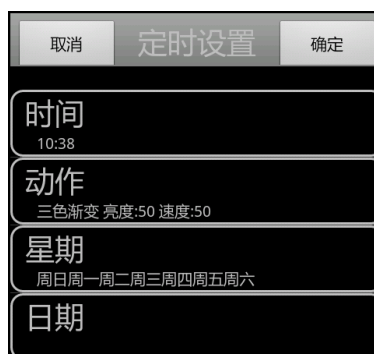 取消 定时设置 确定
时间
10:38
动作
三色渐变 亮度:50 速度:50
星期
周日周一周二周三周四周五周六
日期